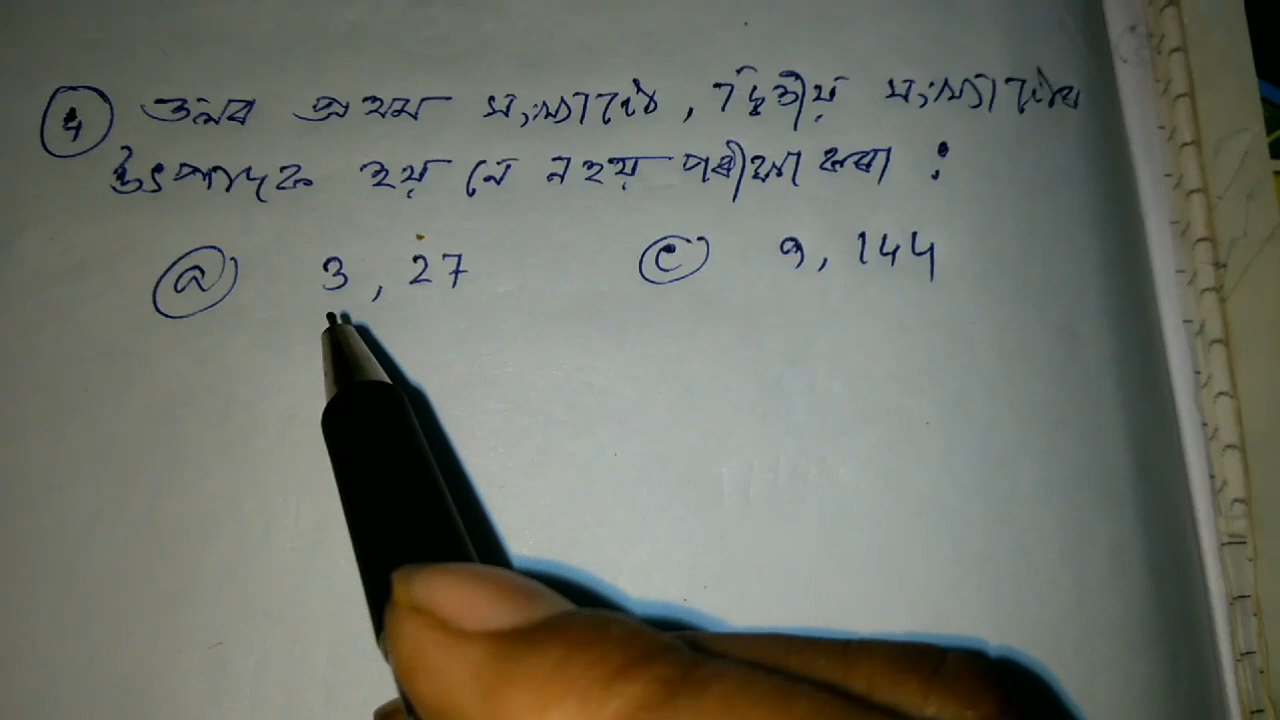 ④ তলৰ প্ৰথম সংখ্যাটো, দ্বিতীয় সংখ্যাটোৰ
উৎপাদক হয় নে নহয় পৰীক্ষা কৰা :
ⓐ 3, 27 ⓒ 9, 144